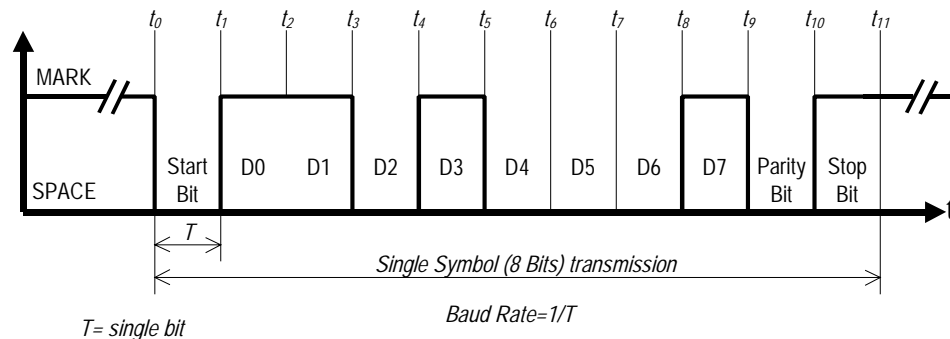 t0 t1 t2 t3 t4 t5 t6 t7 t8 t9 t10 t11
MARK
Start Bit D0 D1 D2 D3 D4 D5 D6 D7 Parity Bit Stop Bit
SPACE
t
T
Single Symbol (8 Bits) transmission
Baud Rate=1/T
T= single bit